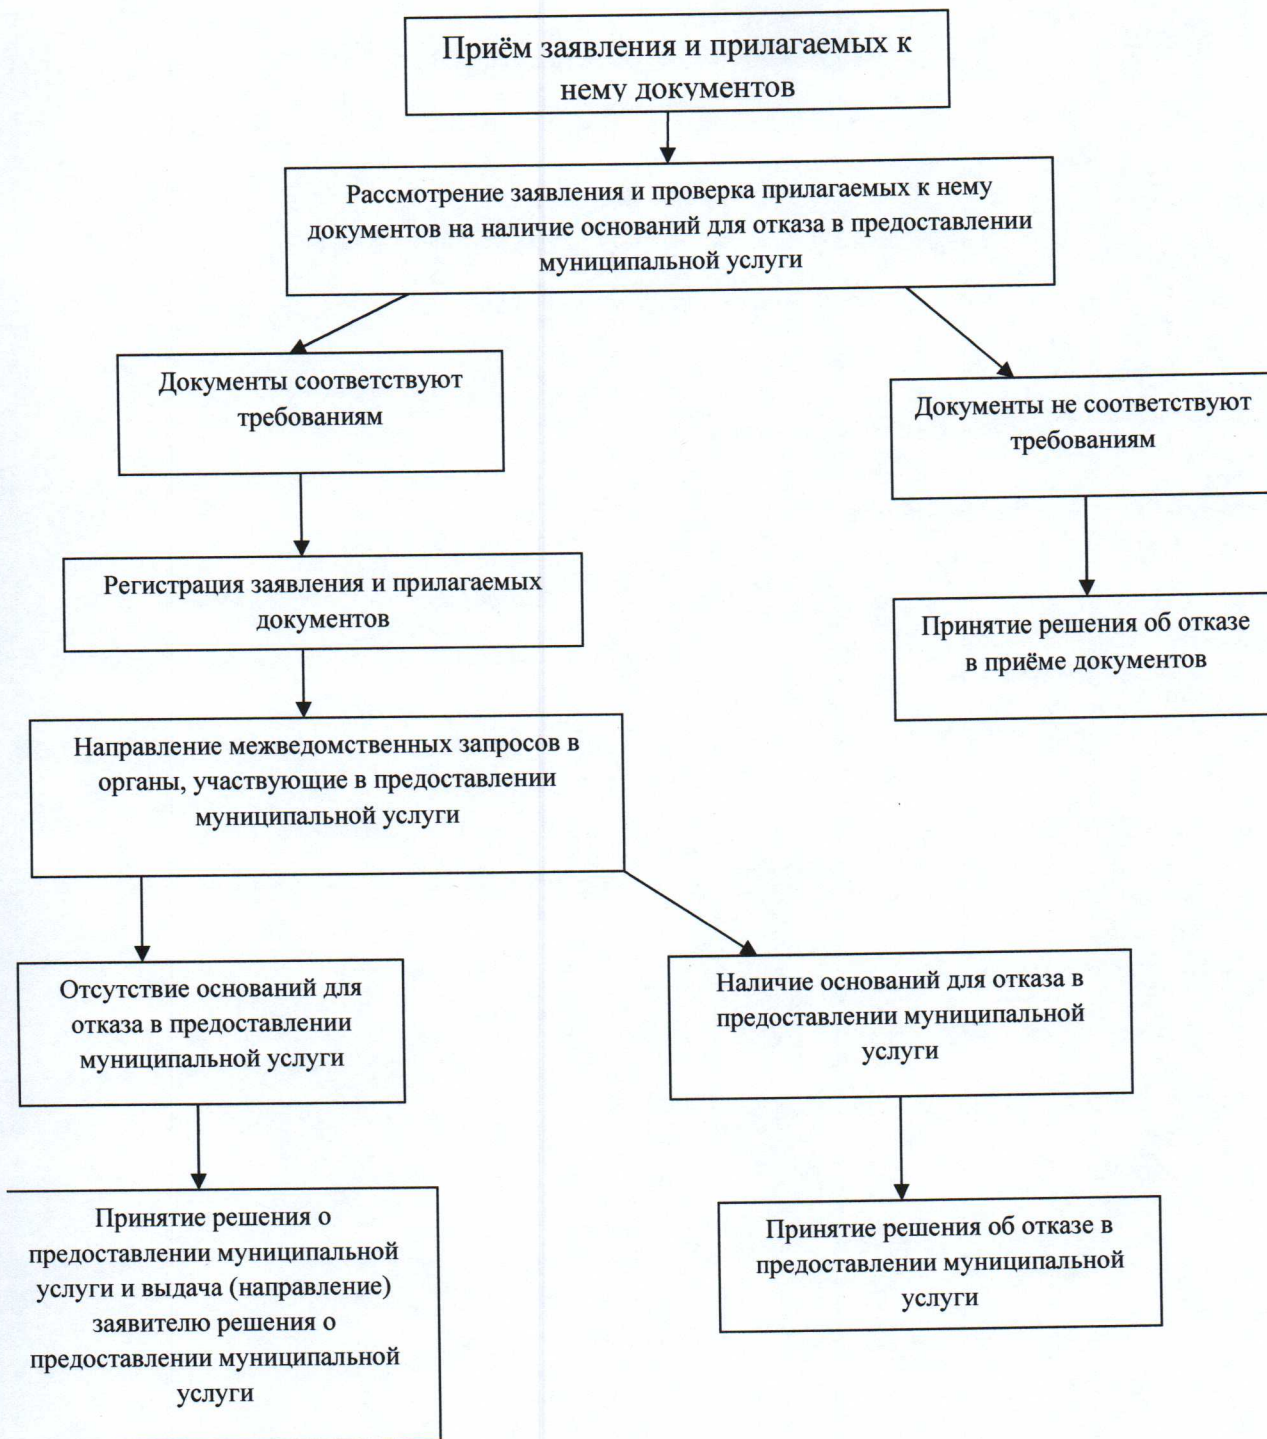 Приём заявления и прилагаемых к
нему документов
Рассмотрение заявления и проверка прилагаемых к нему
документов на наличие оснований для отказа в предоставлении
муниципальной услуги
Документы соответствуют
требованиям
Документы не соответствуют
требованиям
Регистрация заявления и прилагаемых
документов
Принятие решения об отказе
в приёме документов
Направление межведомственных запросов в
органы, участвующие в предоставлении
муниципальной услуги
Отсутствие оснований для
отказа в предоставлении
муниципальной услуги
Наличие оснований для отказа в
предоставлении муниципальной
услуги
Принятие решения о
предоставлении муниципальной
услуги и выдача (направление)
заявителю решения о
предоставлении муниципальной
услуги
Принятие решения об отказе в
предоставлении муниципальной
услуги